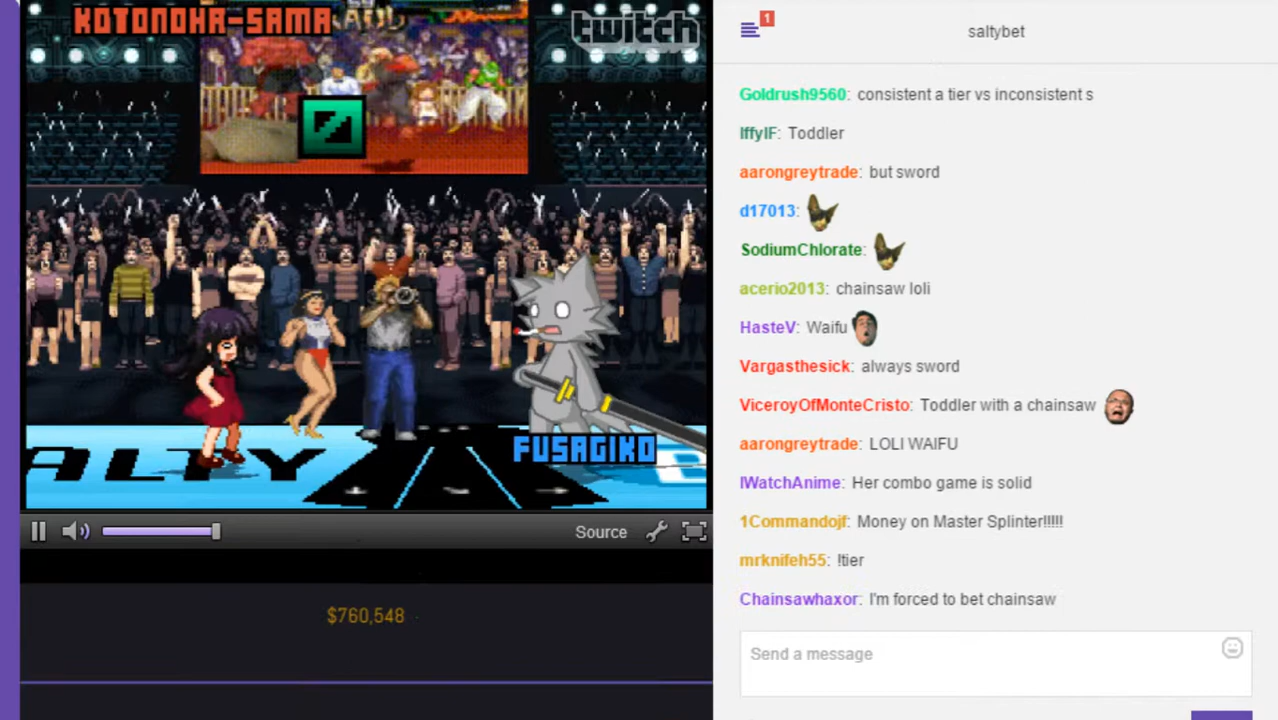 KOTONOHA-SAMA
twitch
1
saltybet
Goldrush9560: consistent a tier vs inconsistent s
IffyIF: Toddler
aarongreytrade: but sword
d17013:
SodiumChlorate:
acerio2013: chainsaw loli
HasteV: Waifu
Vargasthesick: always sword
ViceroyOfMonteCristo: Toddler with a chainsaw
aarongreytrade: LOLI WAIFU
IWatchAnime: Her combo game is solid
1Commandojf: Money on Master Splinter!!!!!
mrknifeh55: !tier
Chainsawhaxor: I'm forced to bet chainsaw
FUSAGIKO
ALTY
Source
$760,548
Send a message